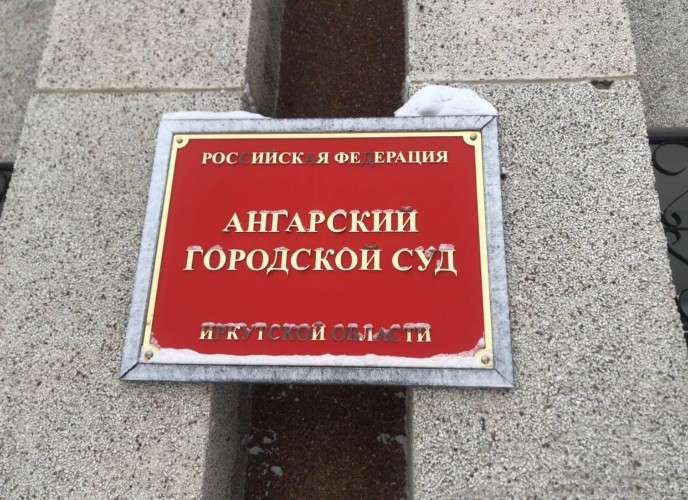 РОССИЙСКАЯ ФЕДЕРАЦИЯ
АНГАРСКИЙ
ГОРОДСКОЙ СУД
ИРКУТСКОЙ ОБЛАСТИ